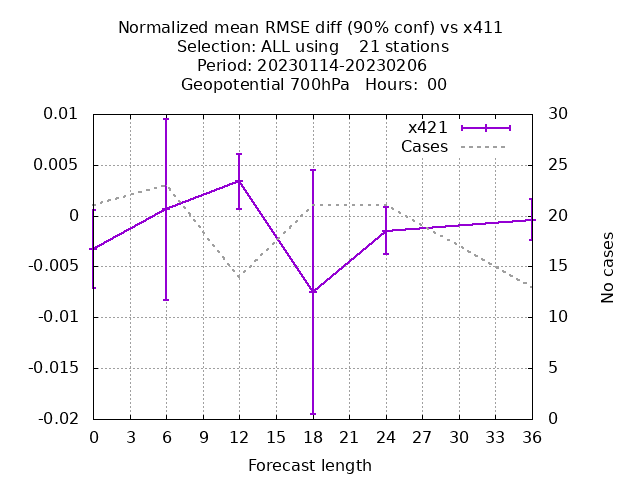 Normalized mean RMSE diff (90% conf) vs x411
Selection: ALL using    21 stations
Period: 20230114-20230206
Geopotential 700hPa   Hours:  00
0.01
0.005
0
-0.005
-0.01
-0.015
-0.02
x421
Cases
30
25
20
15
10
5
0
No cases
0 3 6 9 12 15 18 21 24 27 30 33 36
Forecast length